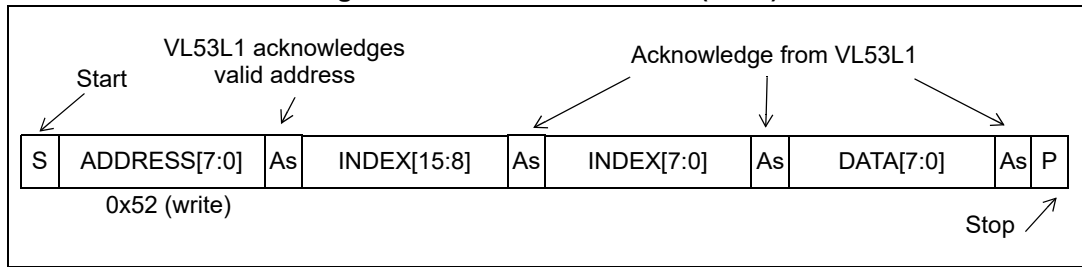 VL53L1 acknowledges
valid address
Acknowledge from VL53L1
Start
S ADDRESS[7:0] As INDEX[15:8] As INDEX[7:0] As DATA[7:0] As P
0x52 (write)
Stop